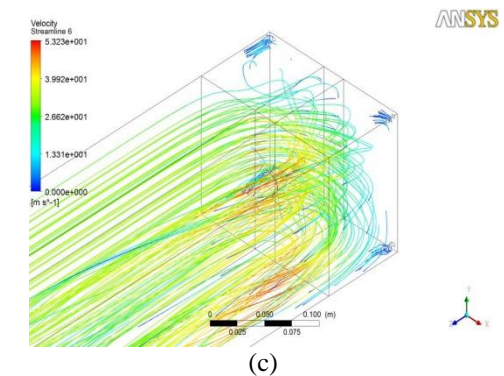 Velocity
Streamline 6
ANSYS
5.323e+001
3.992e+001
2.662e+001
1.331e+001
0.000e+000
[m s^-1]
0 0.050 0.100 (m)
0.025 0.075
Y
Z X
(c)